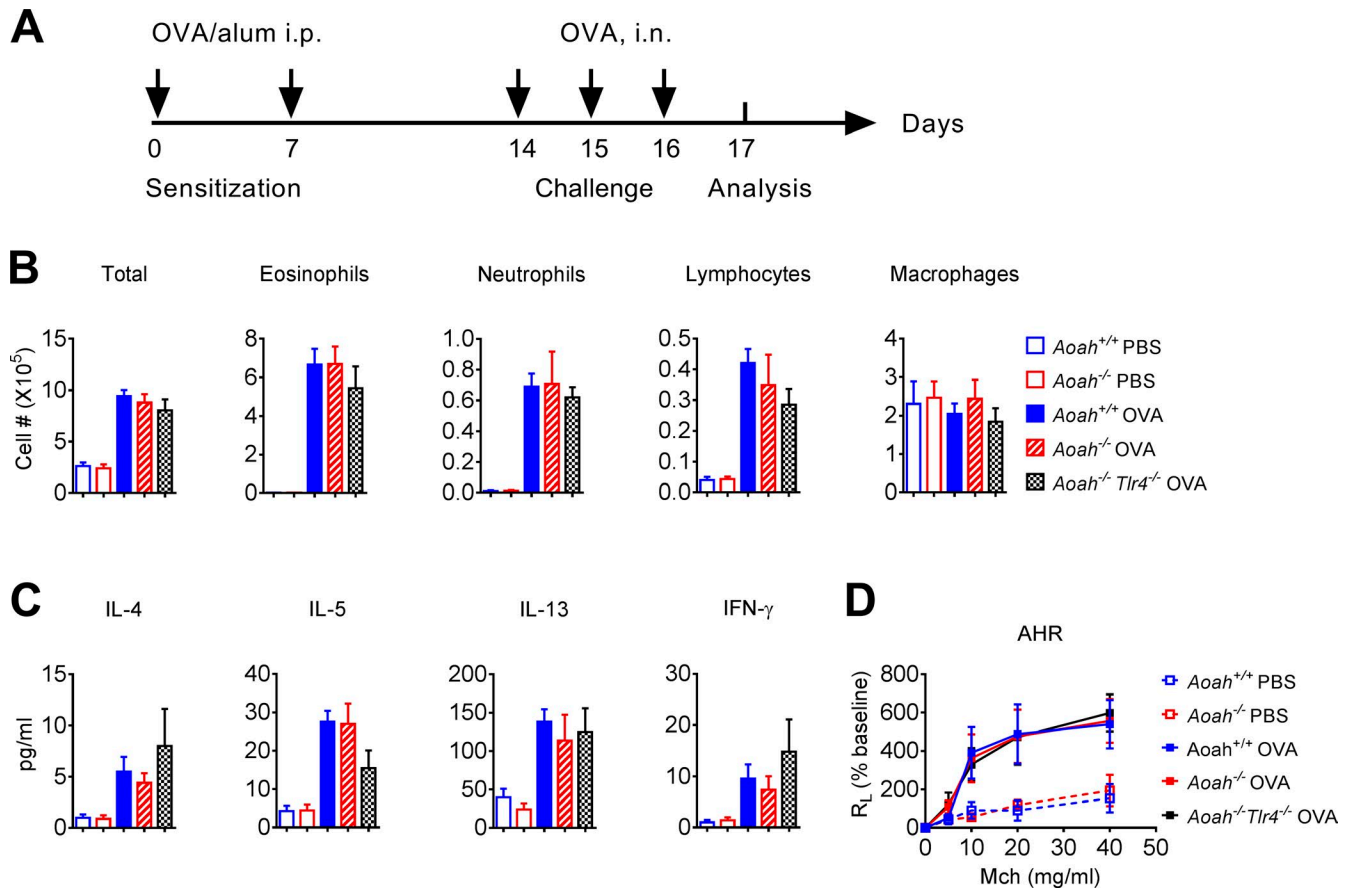 A
OVA/alum i.p.
OVA, i.n.
0
7
14
15
16
17
Days
Sensitization
Challenge
Analysis
B
Total
Eosinophils
Neutrophils
Lymphocytes
Macrophages
Cell # (X10⁵)
15
10
5
0
8
6
4
2
0
1.0
0.8
0.6
0.4
0.2
0.0
0.5
0.4
0.3
0.2
0.1
0.0
4
3
2
1
0
Aoah⁺/⁺ PBS
Aoah⁻/⁻ PBS
Aoah⁺/⁺ OVA
Aoah⁻/⁻ OVA
Aoah⁻/⁻ Tlr4⁻/⁻ OVA
C
IL-4
IL-5
IL-13
IFN-γ
pg/ml
15
10
5
0
40
30
20
10
0
200
150
100
50
0
30
20
10
0
D
AHR
R_L (% baseline)
800
600
400
200
0
0
10
20
30
40
50
Mch (mg/ml)
Aoah⁺/⁺ PBS
Aoah⁻/⁻ PBS
Aoah⁺/⁺ OVA
Aoah⁻/⁻ OVA
Aoah⁻/⁻Tlr4⁻/⁻ OVA